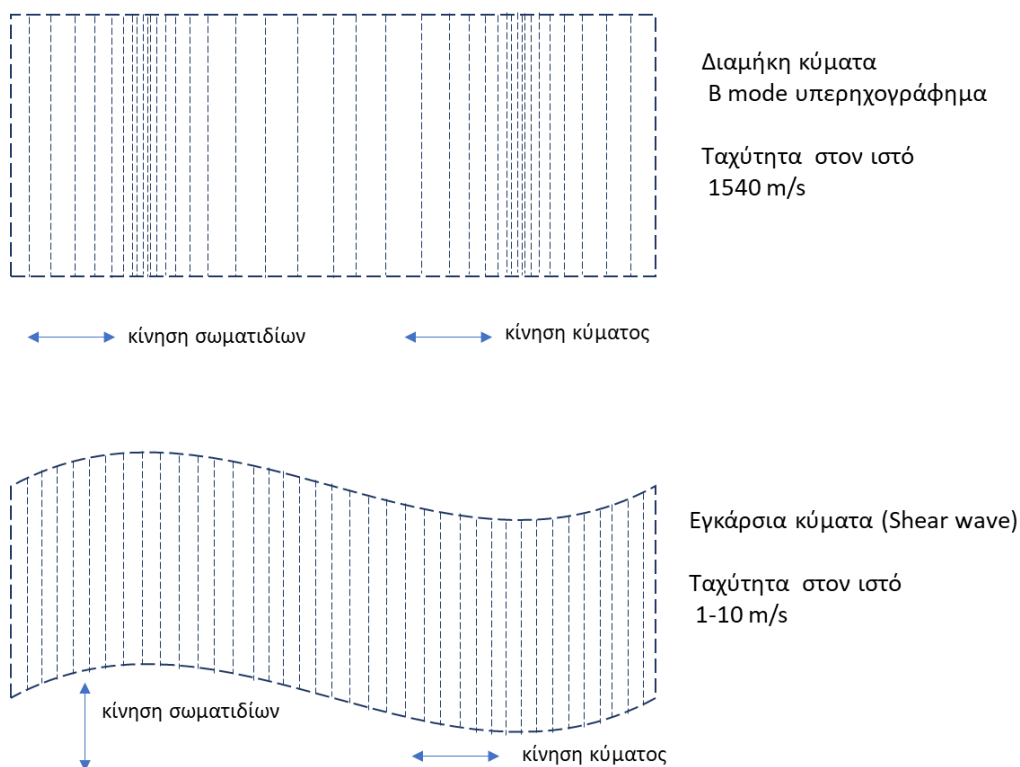 Διαμήκη κύματα
B mode υπερηχογράφημα
Ταχύτητα στον ιστό
1540 m/s
κίνηση σωματιδίων
κίνηση κύματος
Εγκάρσια κύματα (Shear wave)
Ταχύτητα στον ιστό
1-10 m/s
κίνηση σωματιδίων
κίνηση κύματος